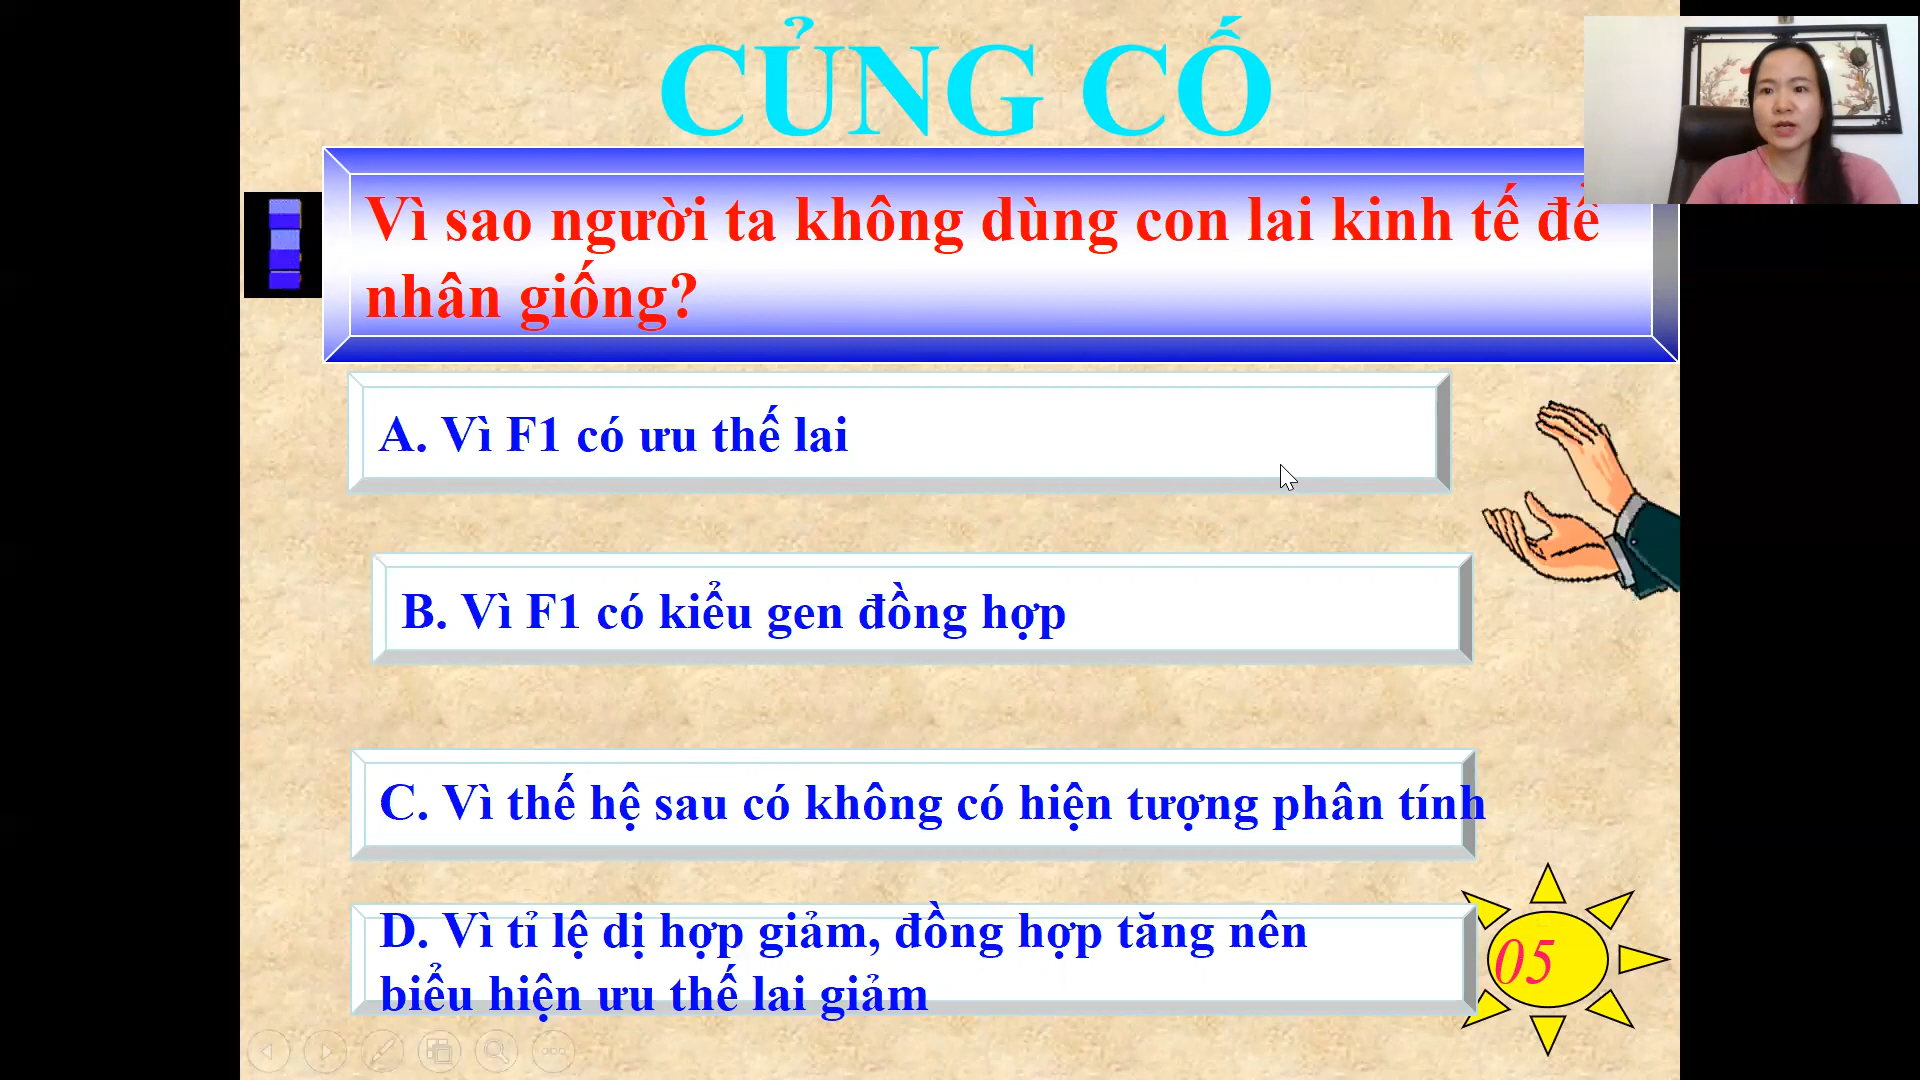 CỦNG CỐ
Vì sao người ta không dùng con lai kinh tế để
nhân giống?
A. Vì F1 có ưu thế lai
B. Vì F1 có kiểu gen đồng hợp
C. Vì thế hệ sau có không có hiện tượng phân tính
D. Vì tỉ lệ dị hợp giảm, đồng hợp tăng nên
biểu hiện ưu thế lai giảm
05